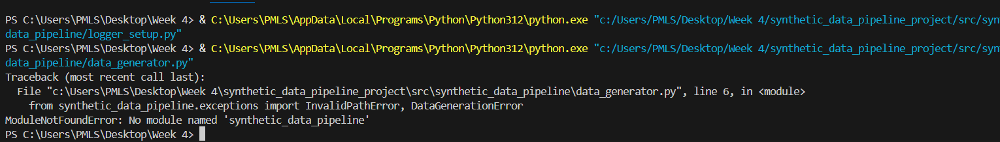 PS C:\Users\PMLS\Desktop\Week 4> & C:\Users\PMLS\AppData\Local\Programs\Python\Python312\python.exe "c:/Users/PMLS/Desktop/Week 4/synthetic_data_pipeline_project/src/synt
data_pipeline/logger_setup.py"
PS C:\Users\PMLS\Desktop\Week 4> & C:\Users\PMLS\AppData\Local\Programs\Python\Python312\python.exe "c:/Users/PMLS/Desktop/Week 4/synthetic_data_pipeline_project/src/synt
data_pipeline/data_generator.py"
Traceback (most recent call last):
  File "c:\Users\PMLS\Desktop\Week 4\synthetic_data_pipeline_project\src\synthetic_data_pipeline\data_generator.py", line 6, in <module>
    from synthetic_data_pipeline.exceptions import InvalidPathError, DataGenerationError
ModuleNotFoundError: No module named 'synthetic_data_pipeline'
PS C:\Users\PMLS\Desktop\Week 4>